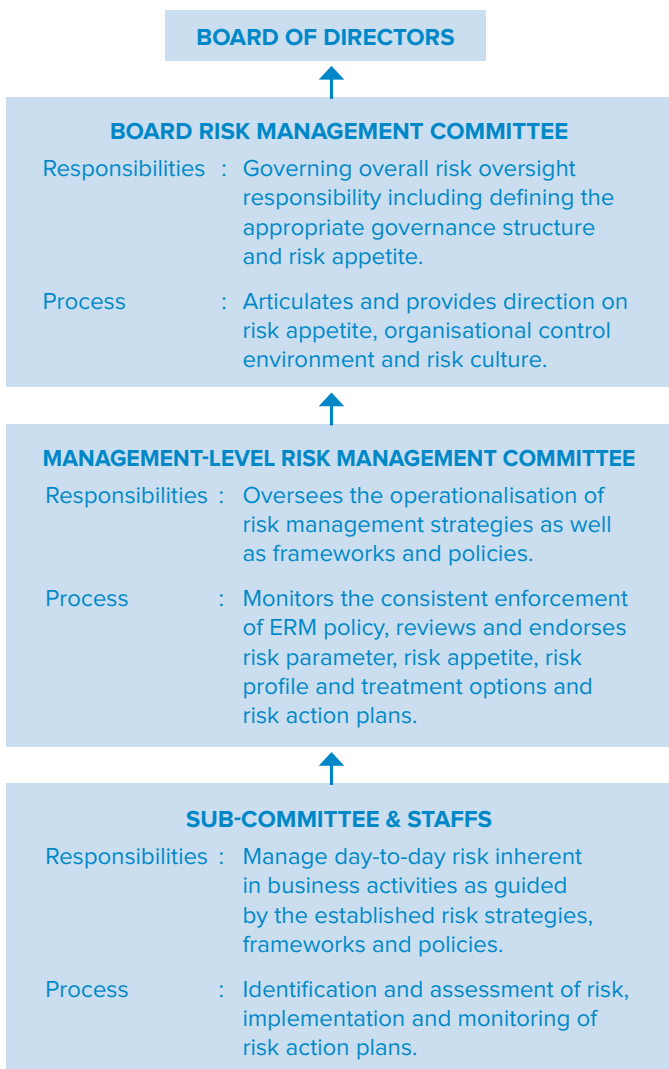 BOARD OF DIRECTORS
BOARD RISK MANAGEMENT COMMITTEE
Responsibilities : Governing overall risk oversight
responsibility including defining the
appropriate governance structure
and risk appetite.
Process : Articulates and provides direction on
risk appetite, organisational control
environment and risk culture.
MANAGEMENT-LEVEL RISK MANAGEMENT COMMITTEE
Responsibilities : Oversees the operationalisation of
risk management strategies as well
as frameworks and policies.
Process : Monitors the consistent enforcement
of ERM policy, reviews and endorses
risk parameter, risk appetite, risk
profile and treatment options and
risk action plans.
SUB-COMMITTEE & STAFFS
Responsibilities : Manage day-to-day risk inherent
in business activities as guided
by the established risk strategies,
frameworks and policies.
Process : Identification and assessment of risk,
implementation and monitoring of
risk action plans.